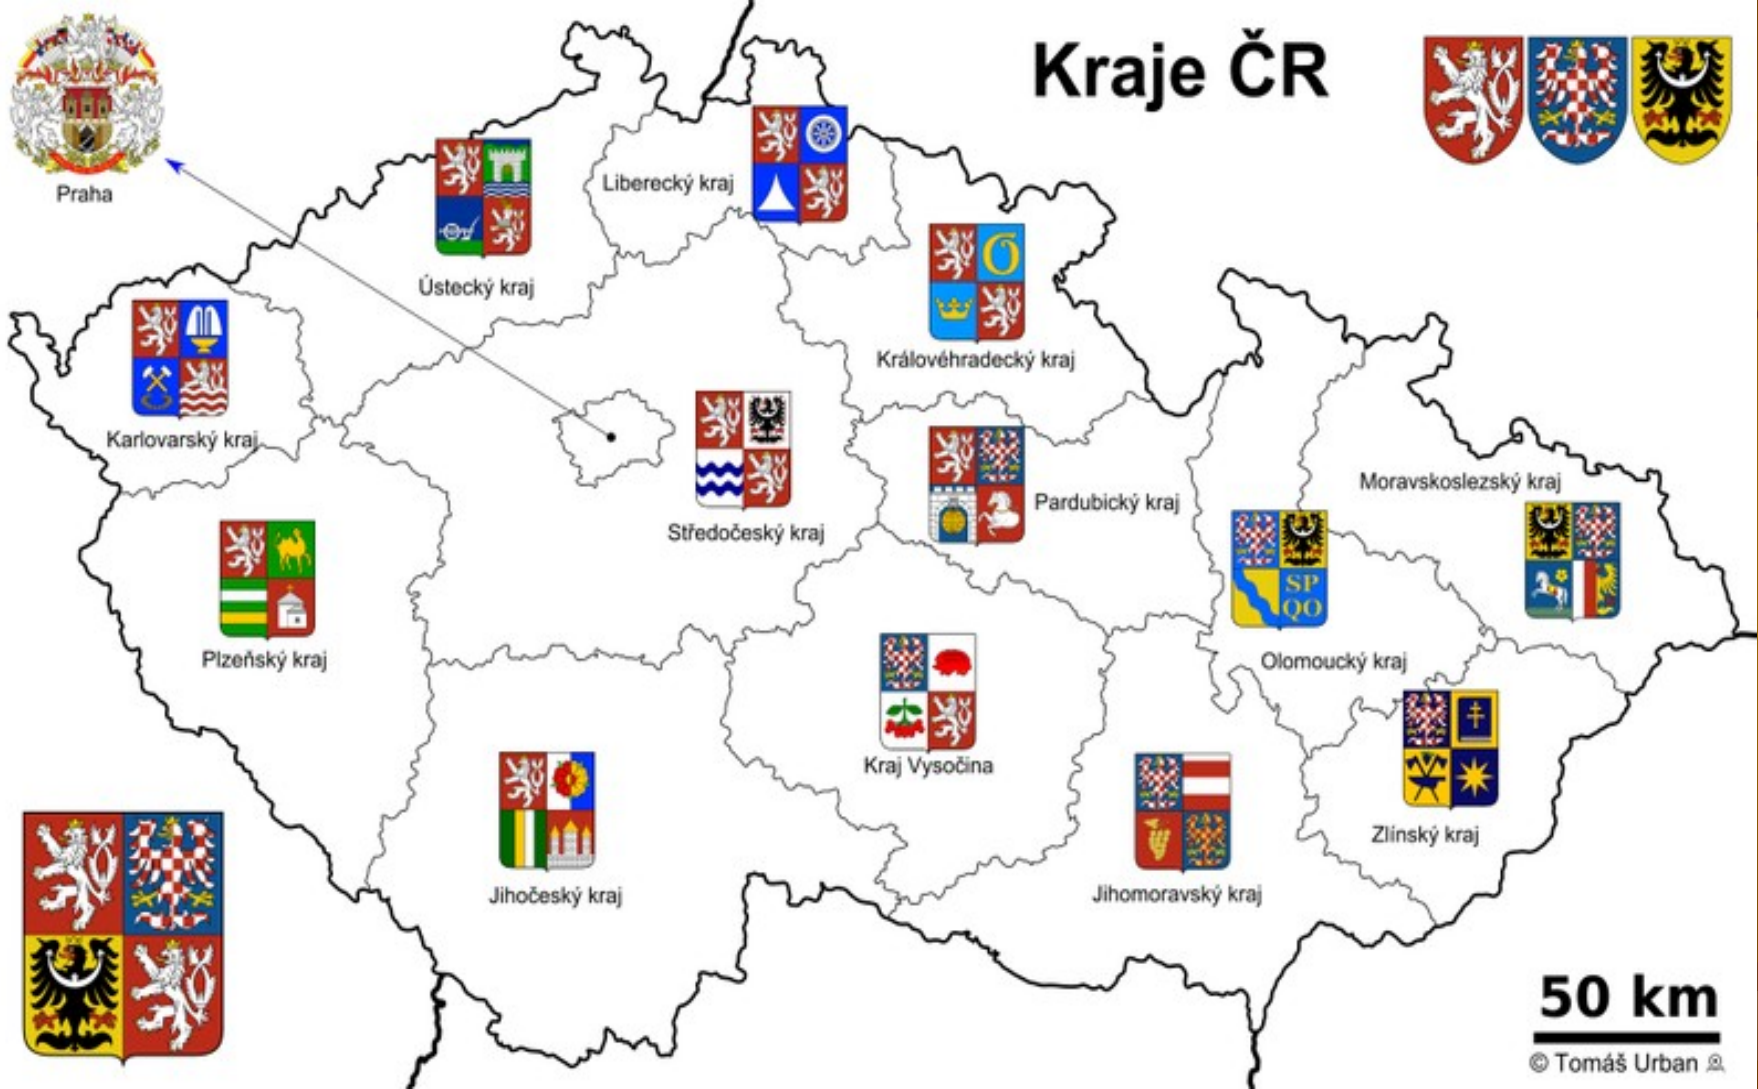 Kraje ČR
Praha
Liberecký kraj
Ústecký kraj
Královéhradecký kraj
Karlovarský kraj
Moravskoslezský kraj
Pardubický kraj
Středočeský kraj
SP
QO
Plzeňský kraj
Olomoucký kraj
Kraj Vysočina
Zlínský kraj
Jihočeský kraj
Jihomoravský kraj
50 km
© Tomáš Urban